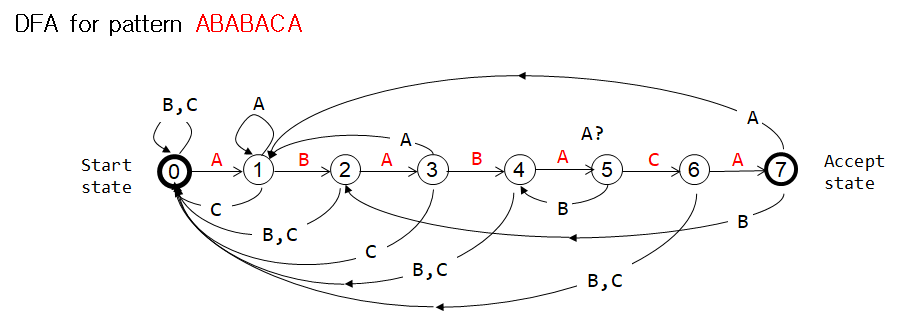 DFA for pattern ABABACA
B,C
A
A
A
A?
Start
state
0
A
1
B
2
A
3
B
4
A
5
C
6
A
7
Accept
state
C
B
B
B,C
C
B,C
B,C